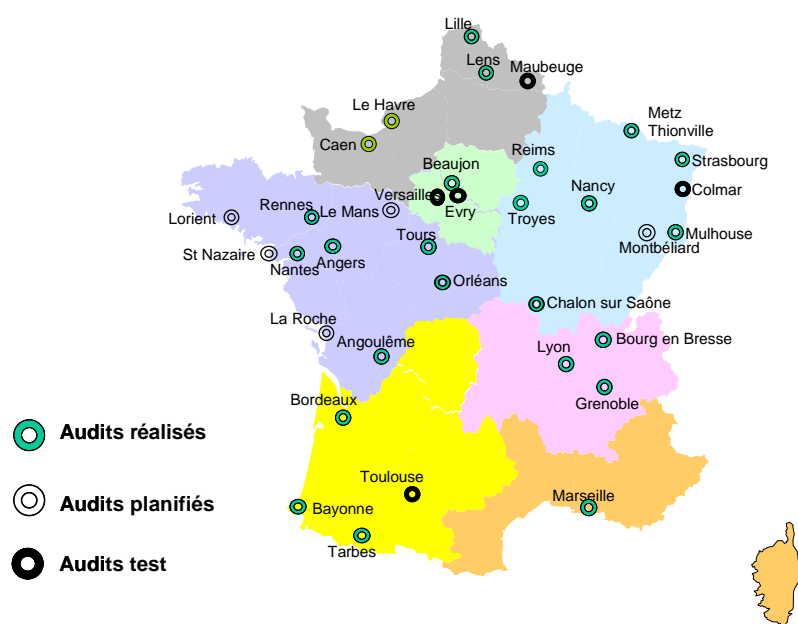 Lille
Lens
Maubeuge
Le Havre
Metz
Thionville
Caen
Reims
Beaujon
Strasbourg
Nancy
Colmar
Versailles
Rennes
Le Mans
Evry
Troyes
Lorient
Tours
Mulhouse
Montbéliard
St Nazaire
Nantes
Angers
Orléans
Chalon sur Saône
La Roche
Angoulême
Lyon
Bourg en Bresse
Grenoble
Bordeaux
Audits réalisés
Toulouse
Marseille
Audits planifiés
Bayonne
Tarbes
Audits test